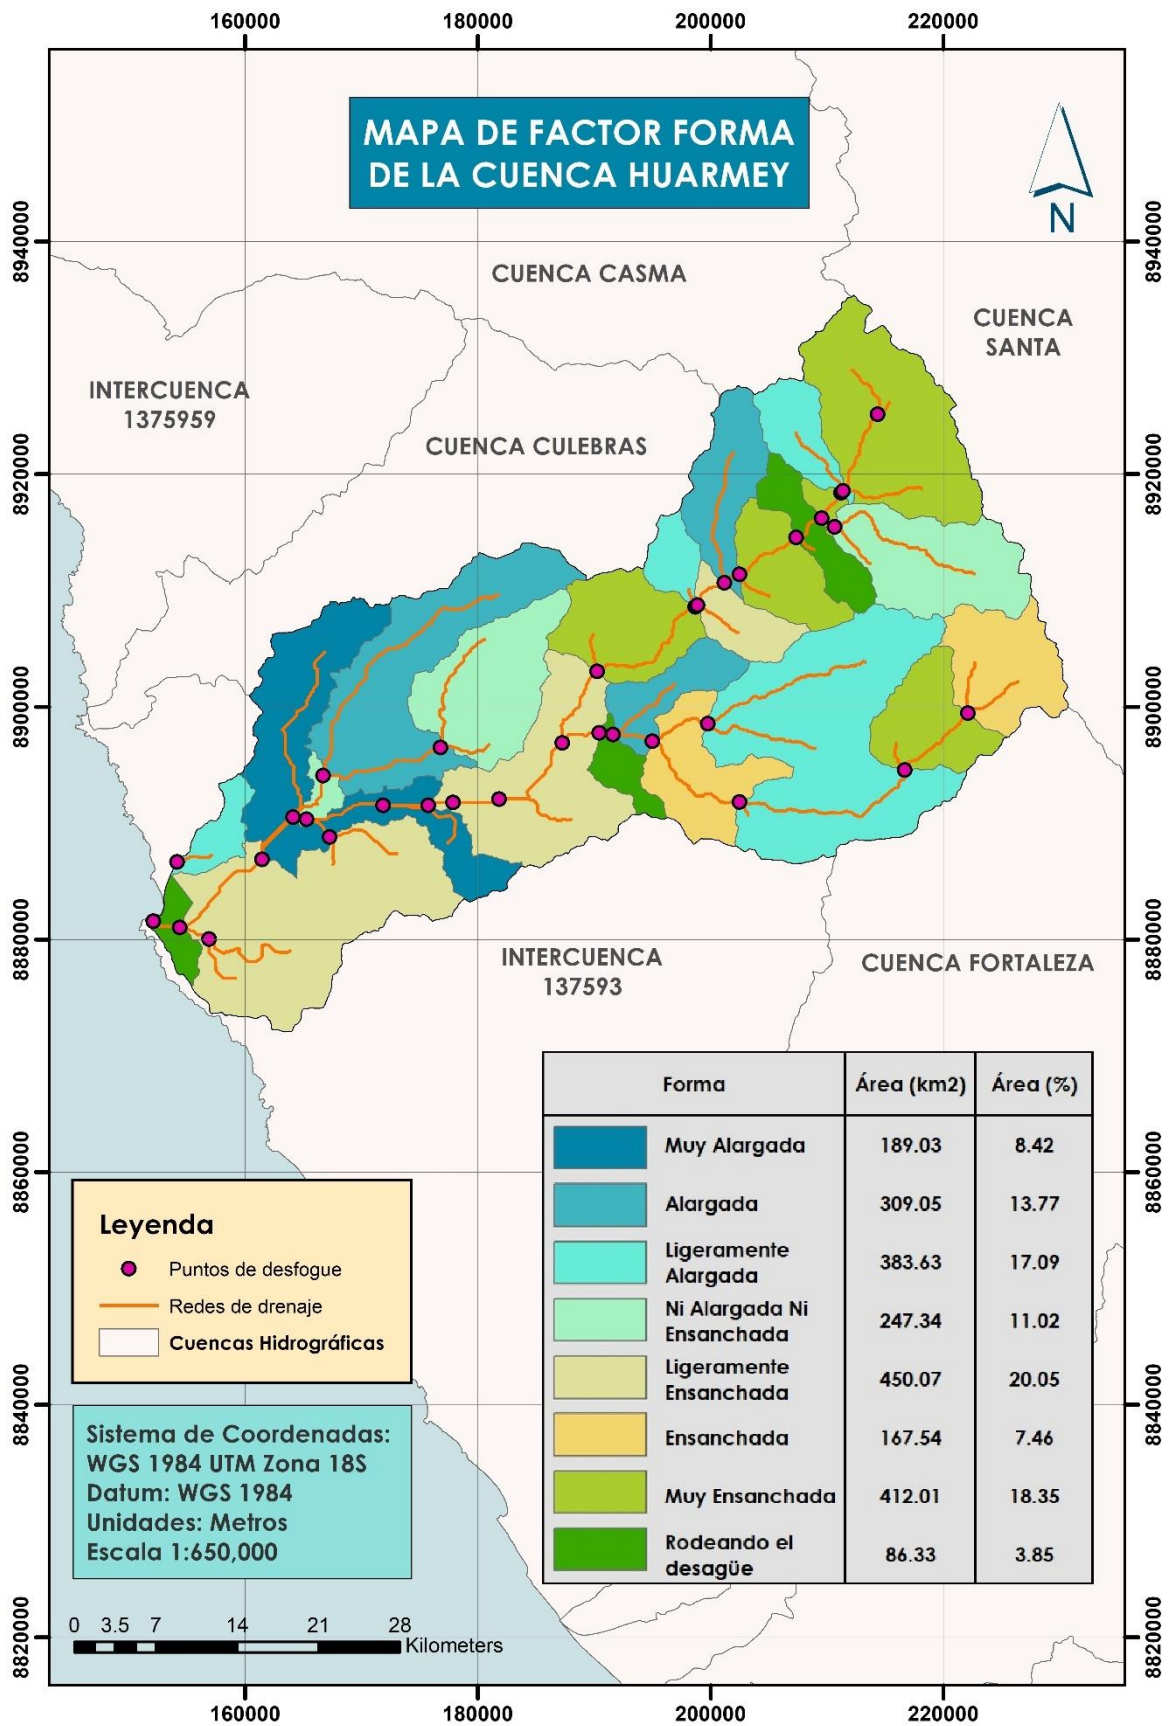 160000 180000 200000 220000
MAPA DE FACTOR FORMA
DE LA CUENCA HUARMEY
N
8940000 8940000
CUENCA CASMA
CUENCA
SANTA
INTERCUENCA
1375959
CUENCA CULEBRAS
8920000 8920000
8900000 8900000
8880000 8880000
INTERCUENCA
137593
CUENCA FORTALEZA
Forma Área (km2) Área (%)
Muy Alargada 189.03 8.42
Alargada 309.05 13.77
Ligeramente
Alargada 383.63 17.09
Ni Alargada Ni
Ensanchada 247.34 11.02
Ligeramente
Ensanchada 450.07 20.05
Ensanchada 167.54 7.46
Muy Ensanchada 412.01 18.35
Rodeando el
desagüe 86.33 3.85
8860000 8860000
Leyenda
Puntos de desfogue
Redes de drenaje
Cuencas Hidrográficas
8840000 8840000
Sistema de Coordenadas:
WGS 1984 UTM Zona 18S
Datum: WGS 1984
Unidades: Metros
Escala 1:650,000
0 3.5 7 14 21 28
Kilometers
8820000 8820000
160000 180000 200000 220000